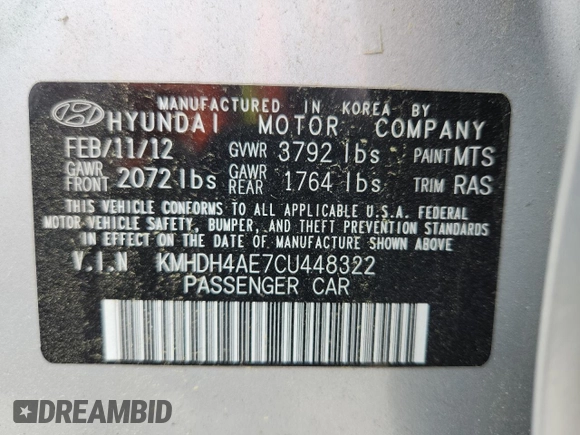 MANUFACTURED IN KOREA BY
HYUNDAI MOTOR COMPANY
FEB/11/12 GVWR 3792 lbs PAINT MTS
GAWR FRONT 2072 lbs GAWR REAR 1764 lbs TRIM RAS
THIS VEHICLE CONFORMS TO ALL APPLICABLE U.S.A. FEDERAL
MOTOR VEHICLE SAFETY, BUMPER, AND THEFT PREVENTION STANDARDS
IN EFFECT ON THE DATE OF MANUFACTURE SHOWN ABOVE
V.I.N KMHDH4AE7CU448322
PASSENGER CAR
DREAMBID